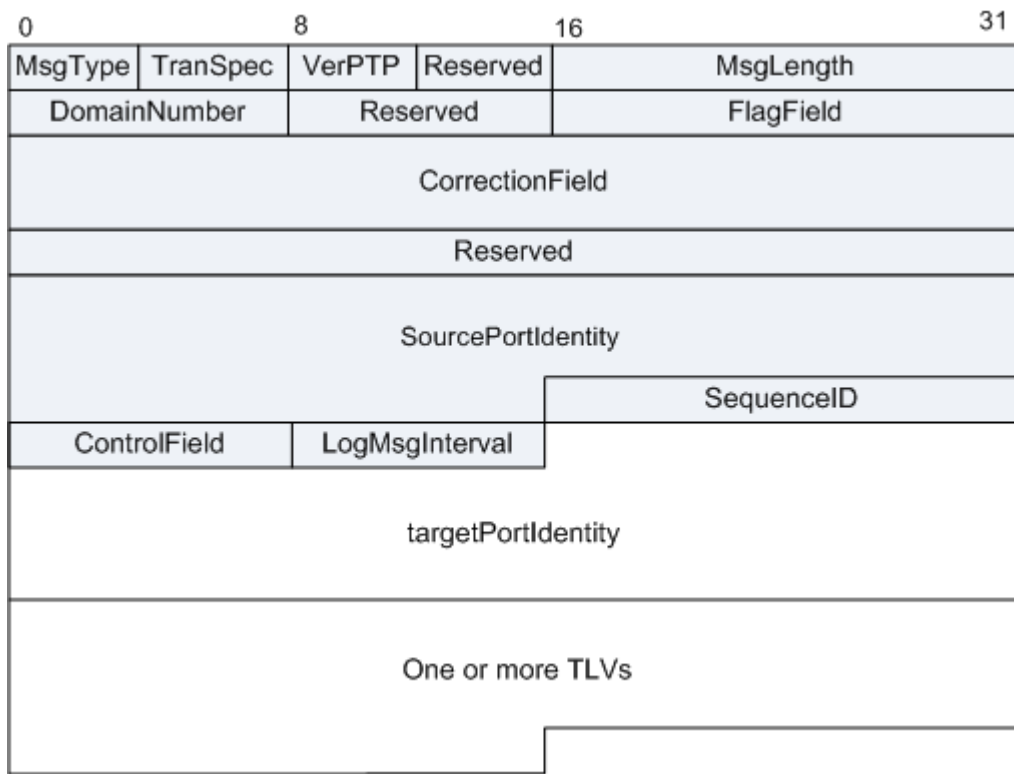 0 8 16 31
MsgType TranSpec VerPTP Reserved MsgLength
DomainNumber Reserved FlagField
CorrectionField
Reserved
SourcePortIdentity
SequenceID
ControlField LogMsgInterval
targetPortIdentity
One or more TLVs